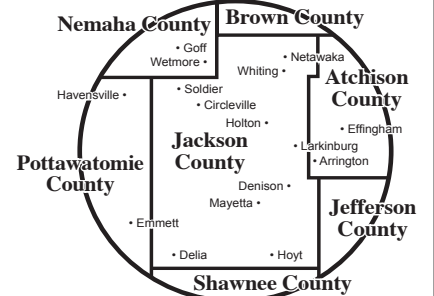 Nemaha County
Brown County
• Goff
Wetmore •
• Netawaka
Whiting •
Atchison
County
Havensville •
• Soldier
• Circleville
Holton •
• Effingham
Jackson
County
• Larkinburg
• Arrington
Pottawatomie
County
Denison •
Mayetta •
Jefferson
County
• Emmett
• Delia
• Hoyt
Shawnee County